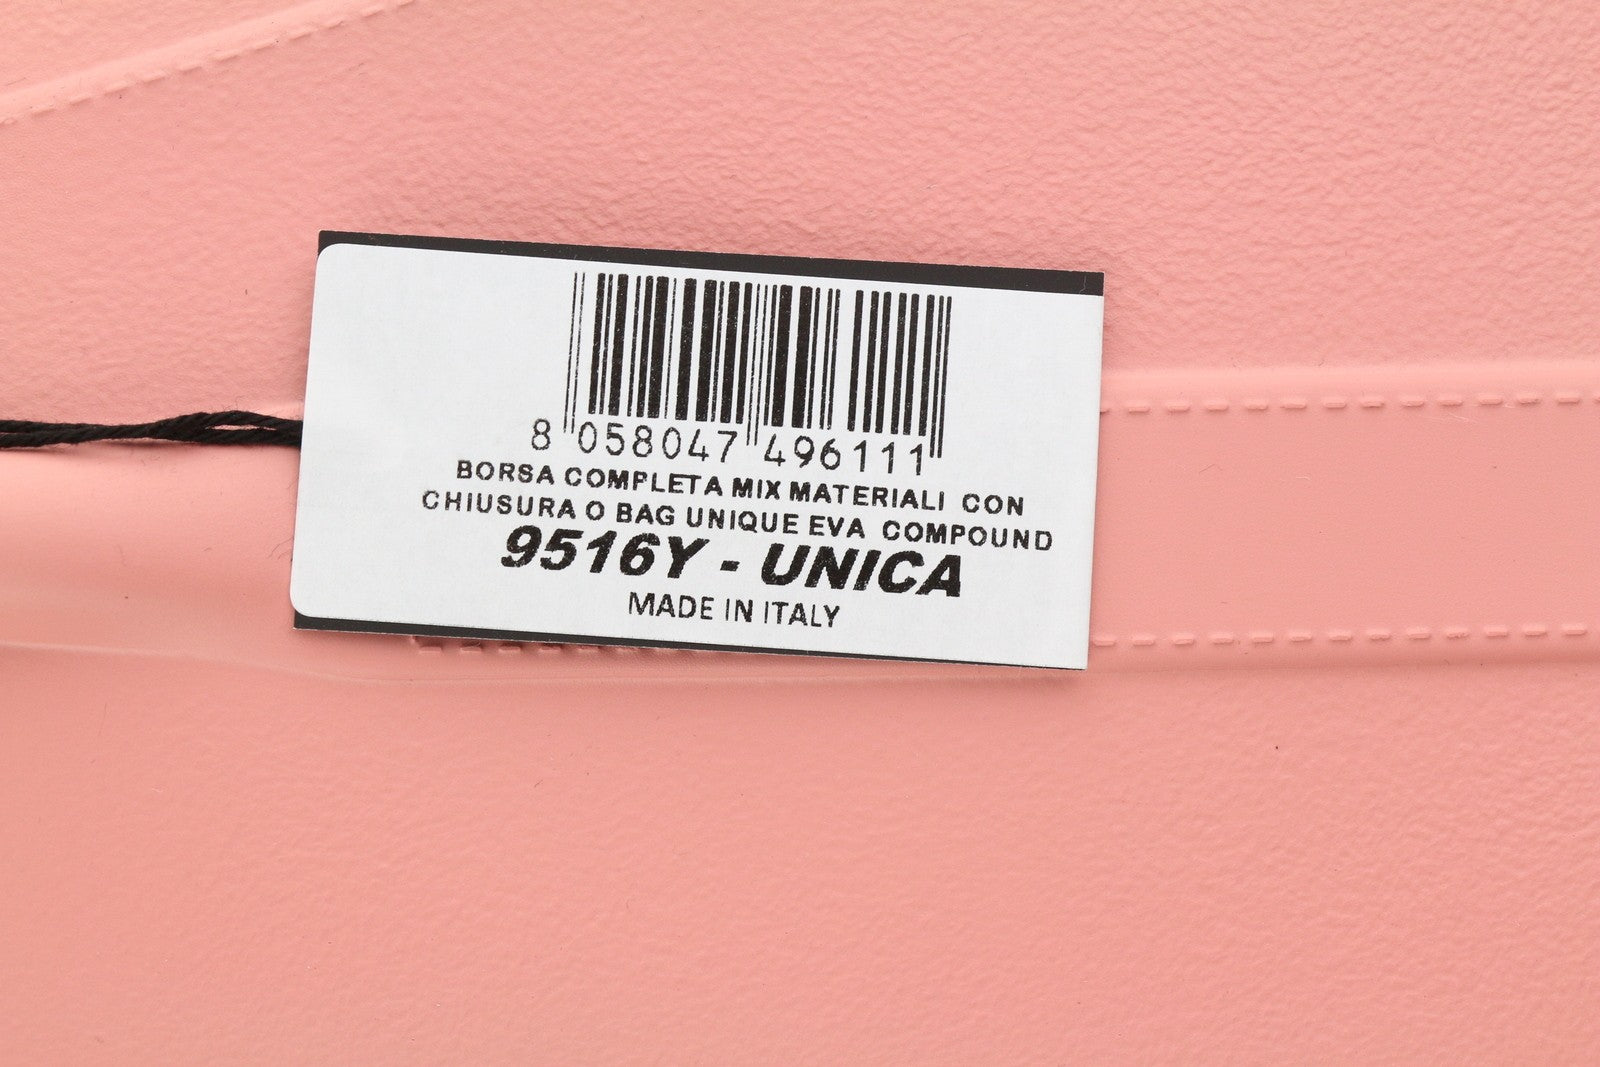 8 058047 496111
BORSA COMPLETA MIX MATERIALI CON
CHIUSURA O BAG UNIQUE EVA COMPOUND
9516Y - UNICA
MADE IN ITALY